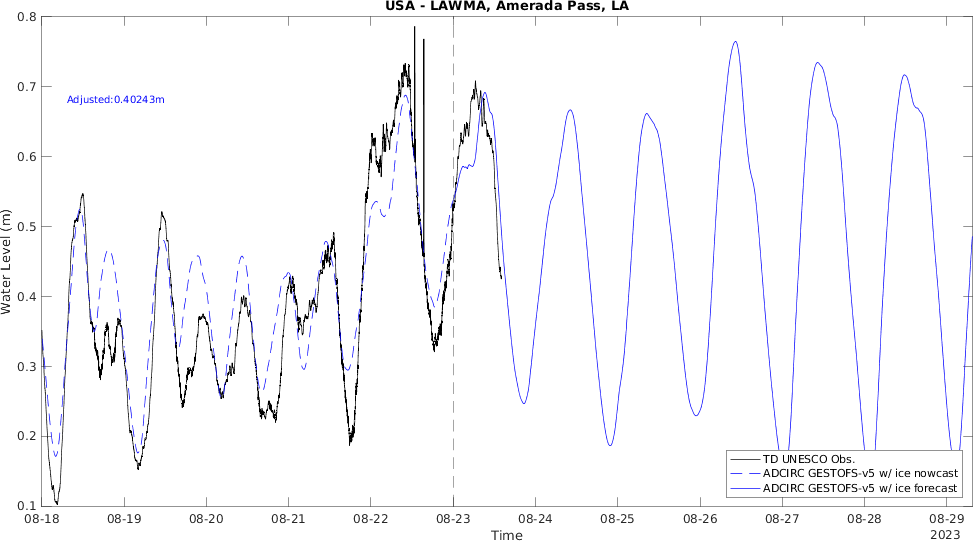 USA - LAWMA, Amerada Pass, LA
0.8
0.7
Adjusted:0.40243m
0.6
0.5
Water Level (m)
0.4
0.3
0.2
TD UNESCO Obs.
ADCIRC GESTOFS-v5 w/ ice nowcast
ADCIRC GESTOFS-v5 w/ ice forecast
0.1
08-18 08-19 08-20 08-21 08-22 08-23 08-24 08-25 08-26 08-27 08-28 08-29
Time 2023